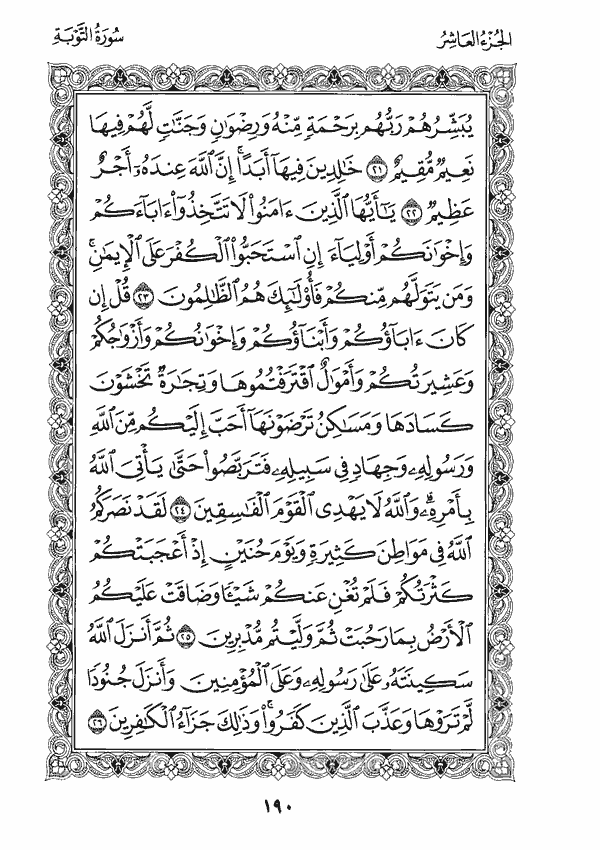 الجزء العاشر
سورة التوبة
يُبَشِّرُهُمْ رَبُّهُم بِرَحْمَةٍ مِّنْهُ وَرِضْوَٰنٍ وَجَنَّٰتٍ لَّهُمْ فِيهَا
نَعِيمٌ مُّقِيمٌ ٢١ خَٰلِدِينَ فِيهَآ أَبَدًا ۚ إِنَّ ٱللَّهَ عِندَهُۥٓ أَجْرٌ
عَظِيمٌ ٢٢ يَٰٓأَيُّهَا ٱلَّذِينَ ءَامَنُوا۟ لَا تَتَّخِذُوٓا۟ ءَابَآءَكُمْ
وَإِخْوَٰنَكُمْ أَوْلِيَآءَ إِنِ ٱسْتَحَبُّوا۟ ٱلْكُفْرَ عَلَى ٱلْإِيمَٰنِ ۚ
وَمَن يَتَوَلَّهُم مِّنكُمْ فَأُو۟لَٰٓئِكَ هُمُ ٱلظَّٰلِمُونَ ٢٣ قُلْ إِن
كَانَ ءَابَآؤُكُمْ وَأَبْنَآؤُكُمْ وَإِخْوَٰنُكُمْ وَأَزْوَٰجُكُمْ
وَعَشِيرَتُكُمْ وَأَمْوَٰلٌ ٱقْتَرَفْتُمُوهَا وَتِجَٰرَةٌ تَخْشَوْنَ
كَسَادَهَا وَمَسَٰكِنُ تَرْضَوْنَهَآ أَحَبَّ إِلَيْكُم مِّنَ ٱللَّهِ
وَرَسُولِهِۦ وَجِهَادٍ فِى سَبِيلِهِۦ فَتَرَبَّصُوا۟ حَتَّىٰ يَأْتِىَ ٱللَّهُ
بِأَمْرِهِۦ ۗ وَٱللَّهُ لَا يَهْدِى ٱلْقَوْمَ ٱلْفَٰسِقِينَ ٢٤ لَقَدْ نَصَرَكُمُ
ٱللَّهُ فِى مَوَاطِنَ كَثِيرَةٍ ۙ وَيَوْمَ حُنَيْنٍ ۙ إِذْ أَعْجَبَتْكُمْ
كَثْرَتُكُمْ فَلَمْ تُغْنِ عَنكُمْ شَيْـًٔا وَضَاقَتْ عَلَيْكُمُ
ٱلْأَرْضُ بِمَا رَحُبَتْ ثُمَّ وَلَّيْتُم مُّدْبِرِينَ ٢٥ ثُمَّ أَنزَلَ ٱللَّهُ
سَكِينَتَهُۥ عَلَىٰ رَسُولِهِۦ وَعَلَى ٱلْمُؤْمِنِينَ وَأَنزَلَ جُنُودًا
لَّمْ تَرَوْهَا وَعَذَّبَ ٱلَّذِينَ كَفَرُوا۟ ۚ وَذَٰلِكَ جَزَآءُ ٱلْكَٰفِرِينَ ٢٦
١٩٠